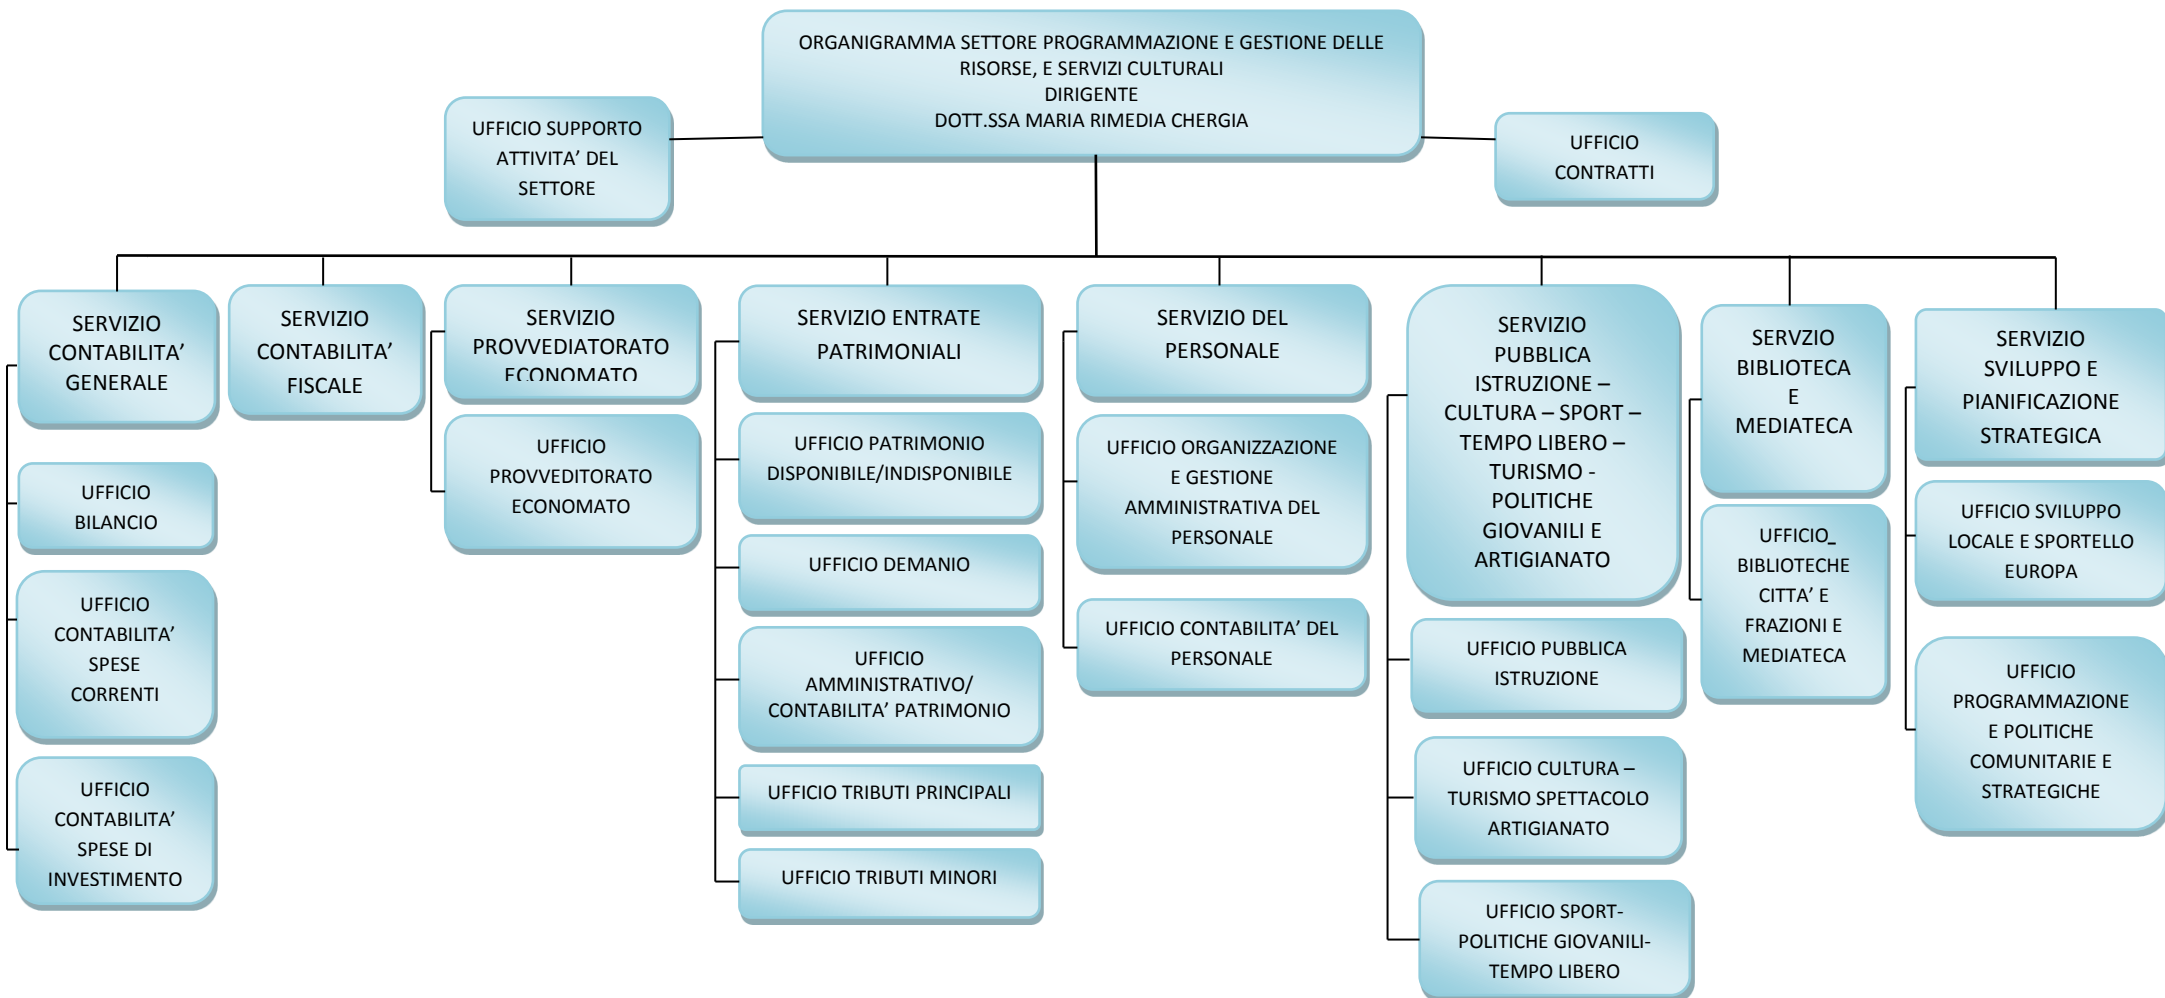 ORGANIGRAMMA SETTORE PROGRAMMAZIONE E GESTIONE DELLE
RISORSE, E SERVIZI CULTURALI
DIRIGENTE
DOTT.SSA MARIA RIMEDIA CHERGIA
UFFICIO SUPPORTO
ATTIVITA’ DEL
SETTORE
UFFICIO
CONTRATTI
SERVIZIO
CONTABILITA’
GENERALE
UFFICIO
BILANCIO
UFFICIO
CONTABILITA’
SPESE
CORRENTI
UFFICIO
CONTABILITA’
SPESE DI
INVESTIMENTO
SERVIZIO
CONTABILITA’
FISCALE
SERVIZIO
PROVVEDIATORATO
ECONOMATO
UFFICIO
PROVVEDITORATO
ECONOMATO
SERVIZIO ENTRATE
PATRIMONIALI
UFFICIO PATRIMONIO
DISPONIBILE/INDISPONIBILE
UFFICIO DEMANIO
UFFICIO
AMMINISTRATIVO/
CONTABILITA’ PATRIMONIO
UFFICIO TRIBUTI PRINCIPALI
UFFICIO TRIBUTI MINORI
SERVIZIO DEL
PERSONALE
UFFICIO ORGANIZZAZIONE
E GESTIONE
AMMINISTRATIVA DEL
PERSONALE
UFFICIO CONTABILITA’ DEL
PERSONALE
SERVIZIO
PUBBLICA
ISTRUZIONE –
CULTURA – SPORT –
TEMPO LIBERO –
TURISMO -
POLITICHE
GIOVANILI E
ARTIGIANATO
UFFICIO PUBBLICA
ISTRUZIONE
UFFICIO CULTURA –
TURISMO SPETTACOLO
ARTIGIANATO
UFFICIO SPORT-
POLITICHE GIOVANILI-
TEMPO LIBERO
SERVZIO
BIBLIOTECA
E
MEDIATECA
UFFICIO_
BIBLIOTECHE
CITTA’ E
FRAZIONI E
MEDIATECA
SERVIZIO
SVILUPPO E
PIANIFICAZIONE
STRATEGICA
UFFICIO SVILUPPO
LOCALE E SPORTELLO
EUROPA
UFFICIO
PROGRAMMAZIONE
E POLITICHE
COMUNITARIE E
STRATEGICHE